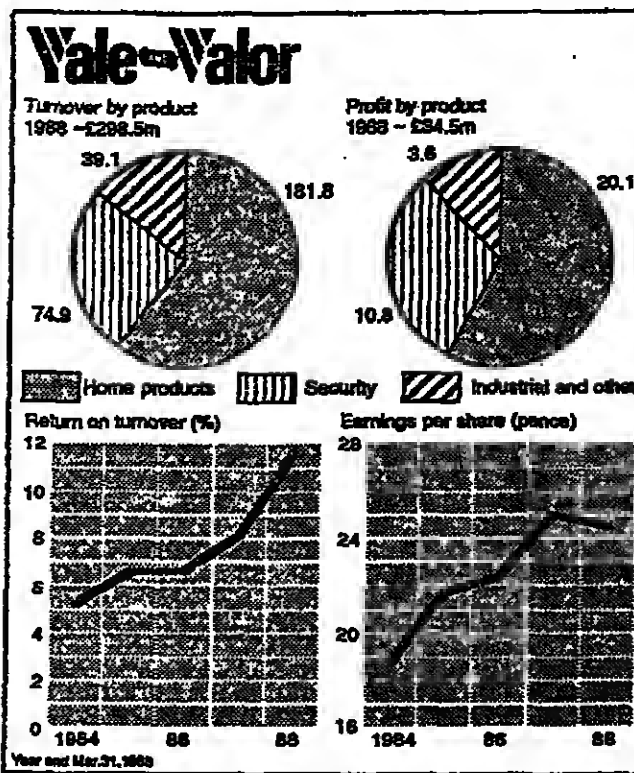 Yale and Valor
Turnover by product
1988 ~£298.5m
Profit by product
1988 ~ £34.5m
39.1
181.8
74.9
3.6
20.1
10.8
Home products
Security
Industrial and other
Return on turnover (%)
12
10
8
6
4
2
0
1984
86
88
Earnings per share (pence)
28
24
20
16
1984
86
88
Year end Mar.31,1988